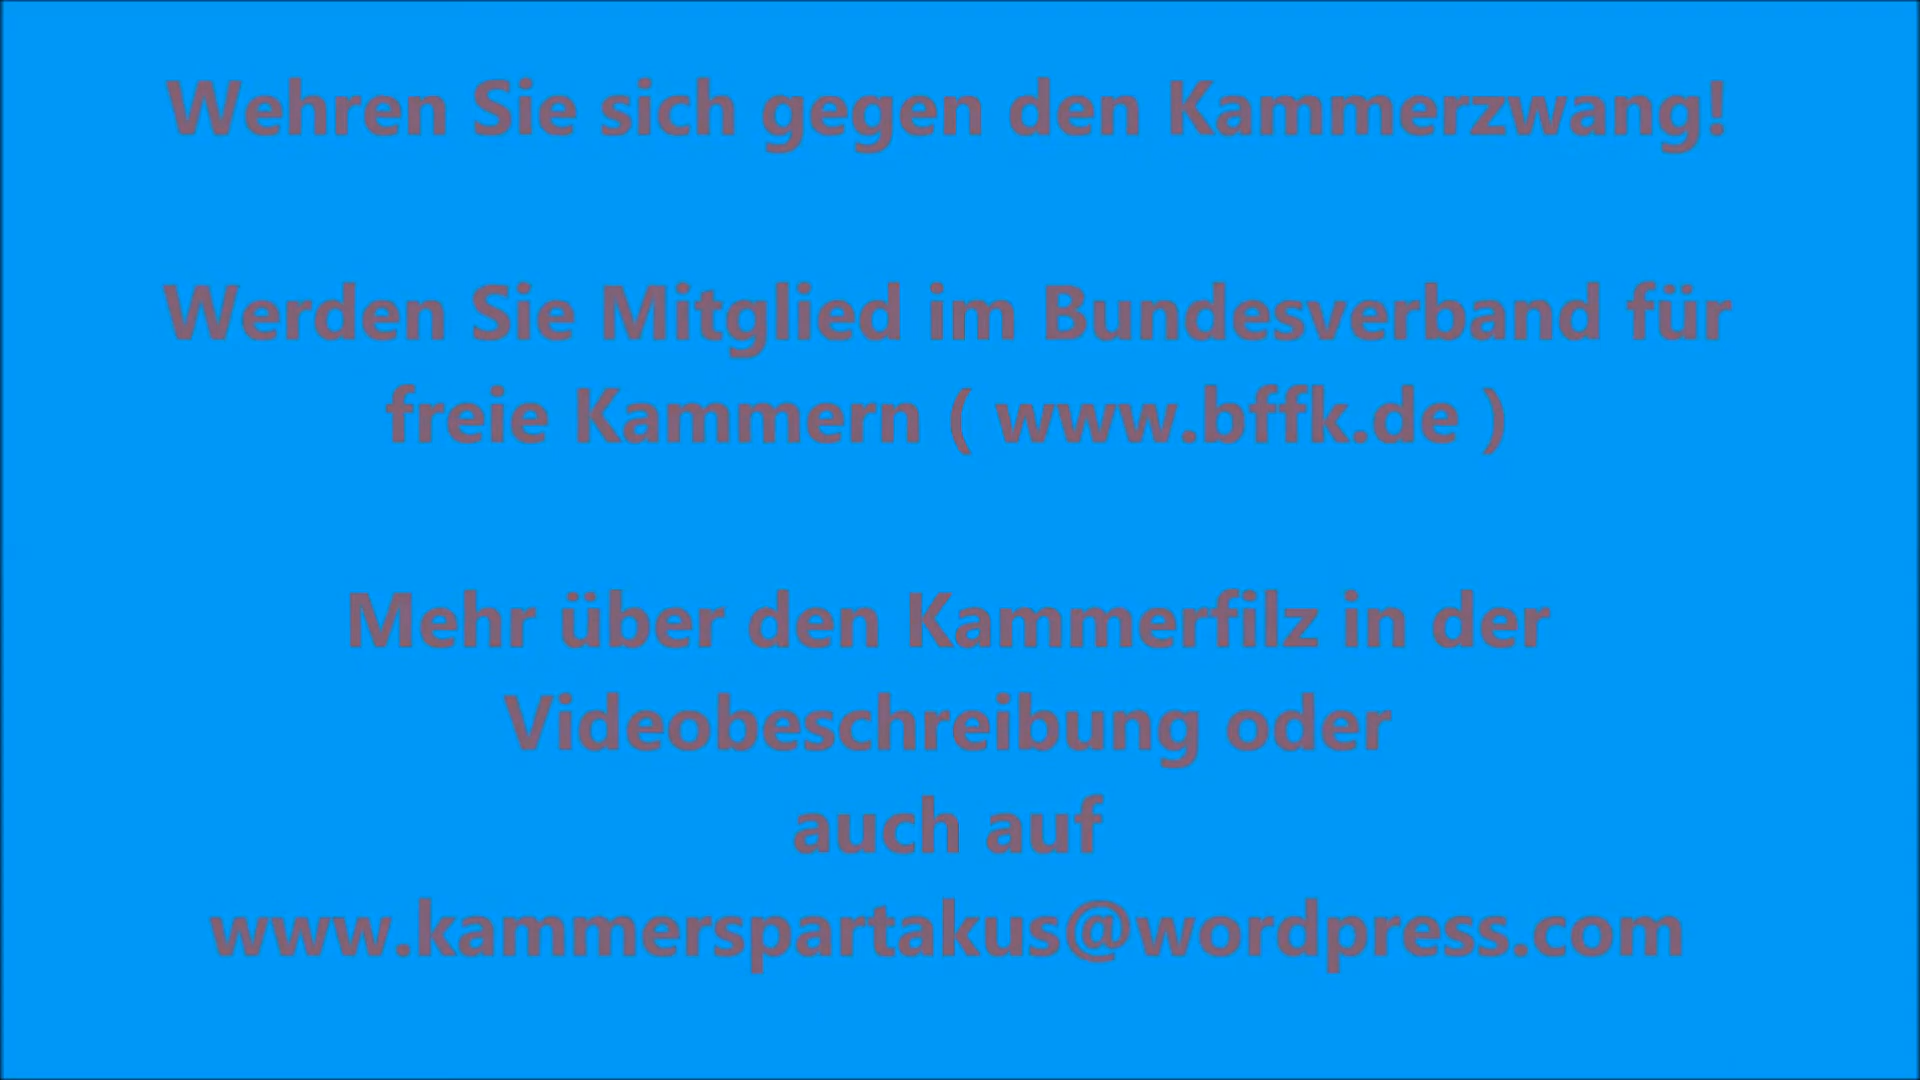 Wehren Sie sich gegen den Kammerzwang!
Werden Sie Mitglied im Bundesverband für
freie Kammern ( www.bffk.de )
Mehr über den Kammerfilz in der
Videobeschreibung oder
auch auf
www.kammerspartakus@wordpress.com